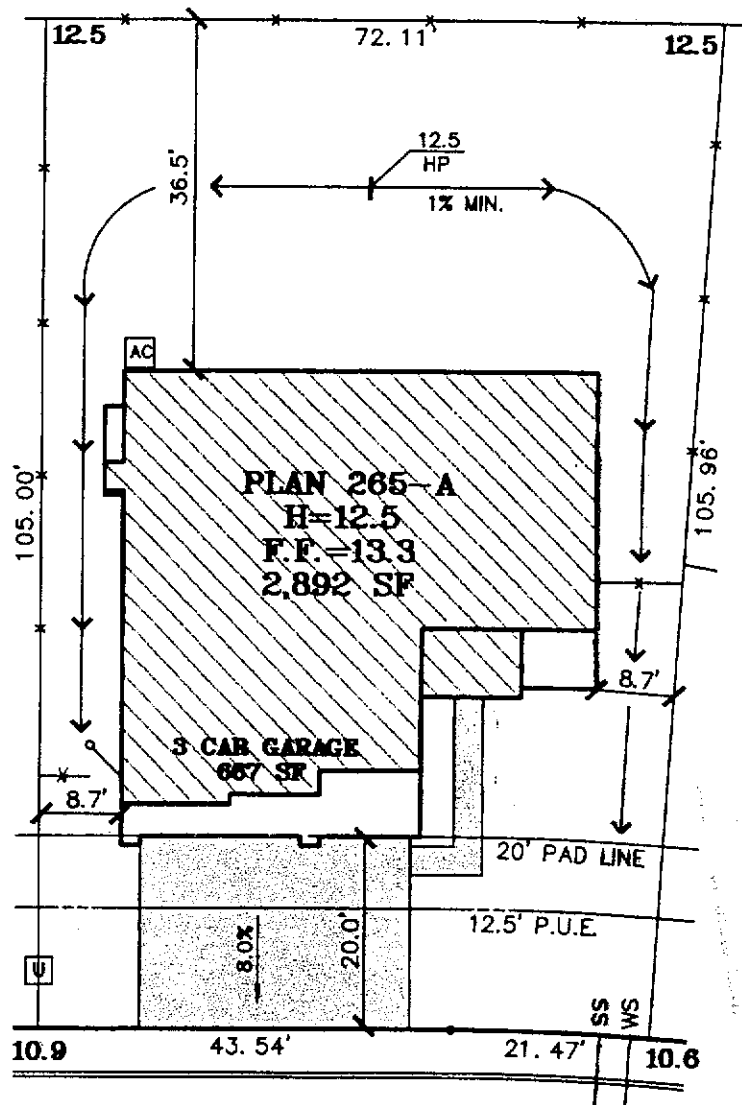 12.5
72.11'
12.5
36.5'
12.5
HP
1% MIN.
AC
105.00'
PLAN 265-A
H=12.5
F.F.=13.3
2,892 SF
105.96'
8.7'
3 CAR GARAGE
667 SF
8.7'
20' PAD LINE
12.5' P.U.E.
U
8.0%
20.0'
SS
WS
10.9
43.54'
21.47'
10.6